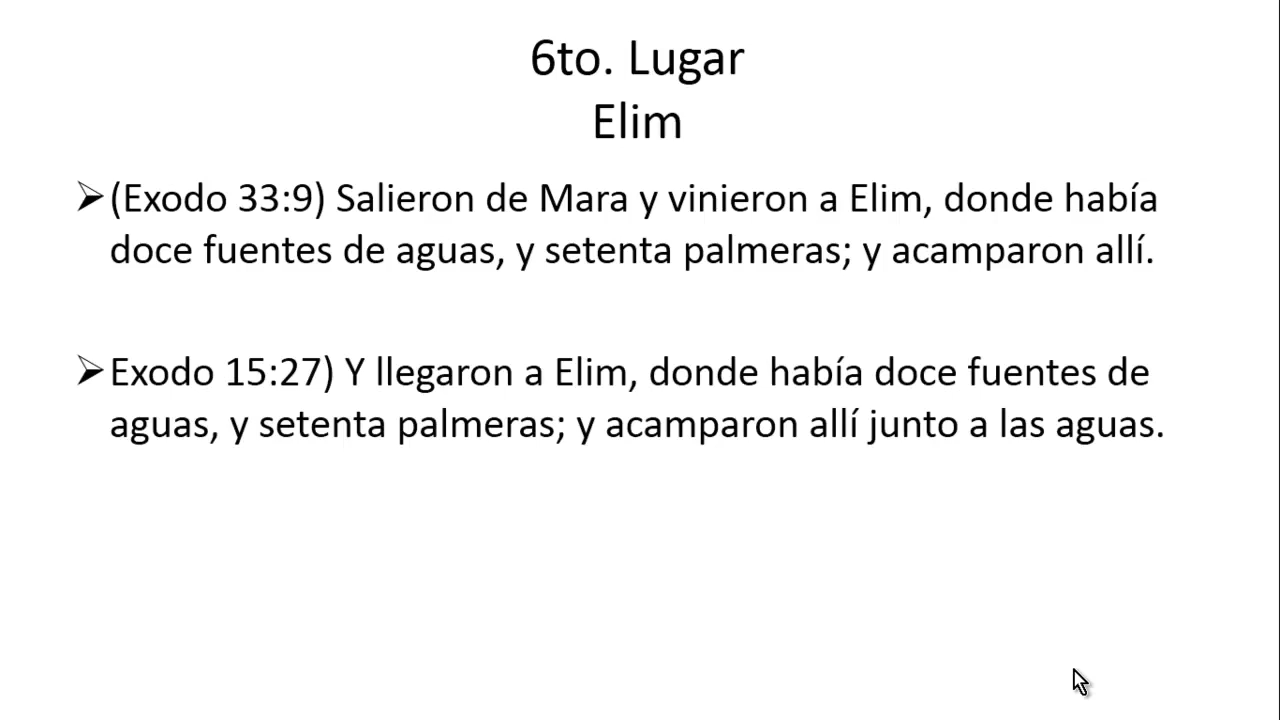 6to. Lugar
Elim
➢(Exodo 33:9) Salieron de Mara y vinieron a Elim, donde había
doce fuentes de aguas, y setenta palmeras; y acamparon allí.
➢Exodo 15:27) Y llegaron a Elim, donde había doce fuentes de
aguas, y setenta palmeras; y acamparon allí junto a las aguas.